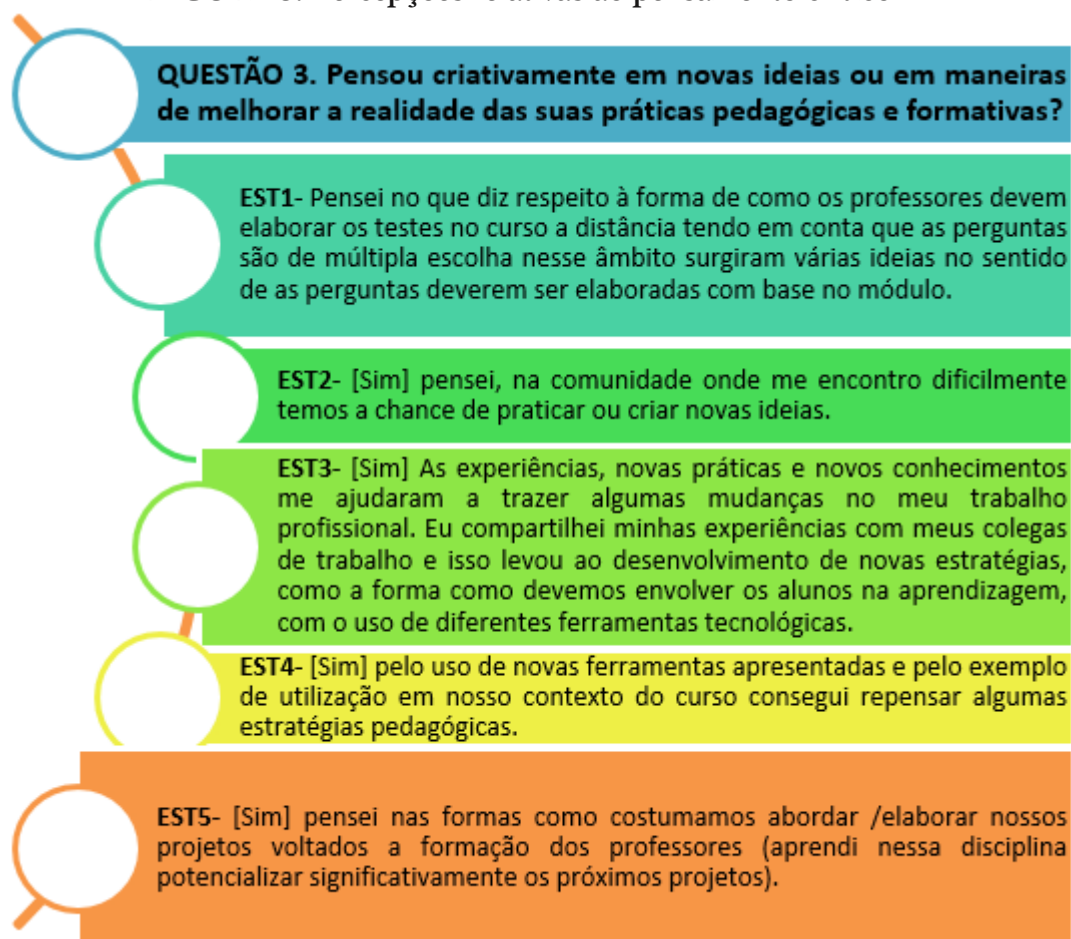 QUESTÃO 3. Pensou criativamente em novas ideias ou em maneiras
de melhorar a realidade das suas práticas pedagógicas e formativas?
EST1- Pensei no que diz respeito à forma de como os professores devem
elaborar os testes no curso a distância tendo em conta que as perguntas
são de múltipla escolha nesse âmbito surgiram várias ideias no sentido
de as perguntas deverem ser elaboradas com base no módulo.
EST2- [Sim] pensei, na comunidade onde me encontro dificilmente
temos a chance de praticar ou criar novas ideias.
EST3- [Sim] As experiências, novas práticas e novos conhecimentos
me ajudaram a trazer algumas mudanças no meu trabalho
profissional. Eu compartilhei minhas experiências com meus colegas
de trabalho e isso levou ao desenvolvimento de novas estratégias,
como a forma como devemos envolver os alunos na aprendizagem,
com o uso de diferentes ferramentas tecnológicas.
EST4- [Sim] pelo uso de novas ferramentas apresentadas e pelo exemplo
de utilização em nosso contexto do curso consegui repensar algumas
estratégias pedagógicas.
EST5- [Sim] pensei nas formas como costumamos abordar /elaborar nossos
projetos voltados a formação dos professores (aprendi nessa disciplina
potencializar significativamente os próximos projetos).